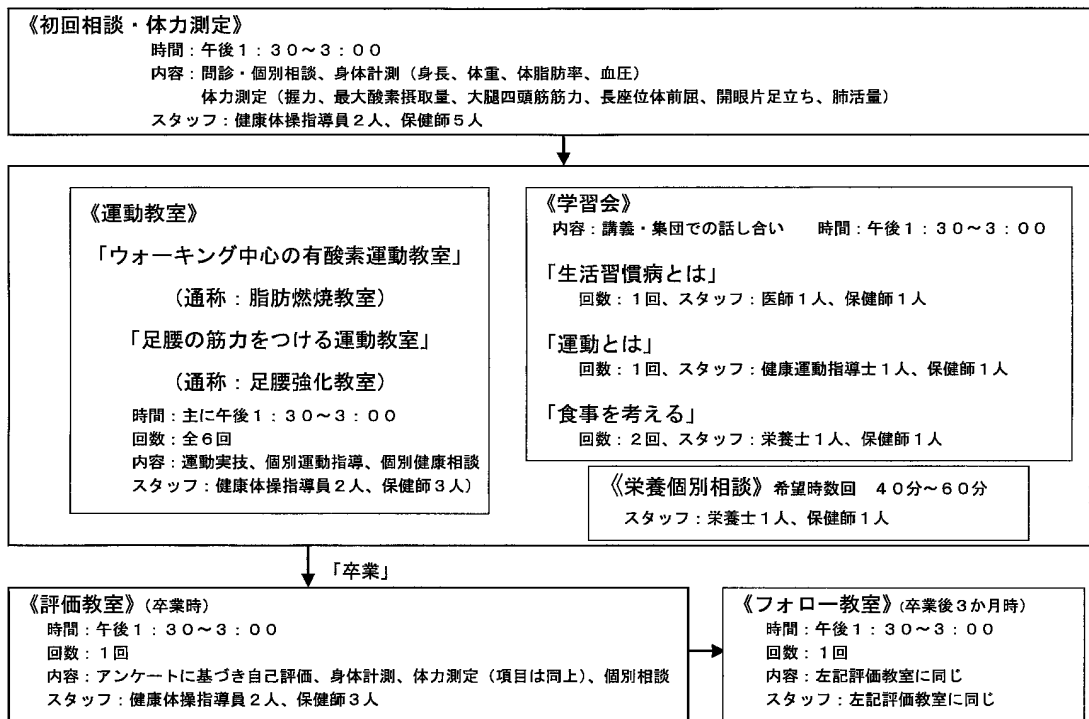 《初回相談・体力測定》
時間：午後１：３０～３：００
内容：問診・個別相談、身体計測（身長、体重、体脂肪率、血圧）
体力測定（握力、最大酸素摂取量、大腿四頭筋筋力、長座位体前屈、開眼片足立ち、肺活量）
スタッフ：健康体操指導員２人、保健師５人
《運動教室》
「ウォーキング中心の有酸素運動教室」
（通称：脂肪燃焼教室）
「足腰の筋力をつける運動教室」
（通称：足腰強化教室）
時間：主に午後１：３０～３：００
回数：全６回
内容：運動実技、個別運動指導、個別健康相談
スタッフ：健康体操指導員２人、保健師３人）
《学習会》
内容：講義・集団での話し合い　時間：午後１：３０～３：００
「生活習慣病とは」
回数：１回、スタッフ：医師１人、保健師１人
「運動とは」
回数：１回、スタッフ：健康運動指導士１人、保健師１人
「食事を考える」
回数：２回、スタッフ：栄養士１人、保健師１人
《栄養個別相談》希望時数回　４０分～６０分
スタッフ：栄養士１人、保健師１人
「卒業」
《評価教室》（卒業時）
時間：午後１：３０～３：００
回数：１回
内容：アンケートに基づき自己評価、身体計測、体力測定（項目は同上）、個別相談
スタッフ：健康体操指導員２人、保健師３人
《フォロー教室》（卒業後３か月時）
時間：午後１：３０～３：００
回数：１回
内容：左記評価教室に同じ
スタッフ：左記評価教室に同じ